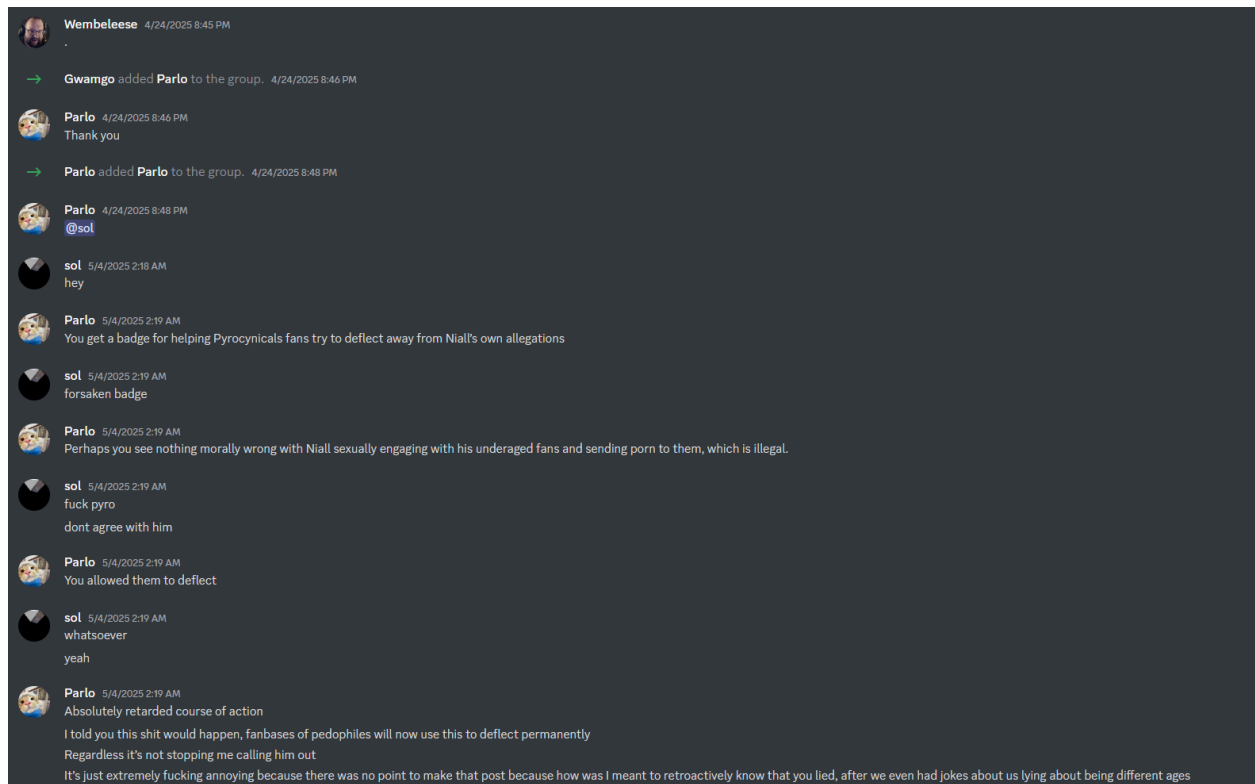 Wembeleese 4/24/2025 8:45 PM
.
Gwamgo added Parlo to the group. 4/24/2025 8:46 PM
Parlo 4/24/2025 8:46 PM
Thank you
Parlo added Parlo to the group. 4/24/2025 8:48 PM
Parlo 4/24/2025 8:48 PM
@sol
sol 5/4/2025 2:18 AM
hey
Parlo 5/4/2025 2:19 AM
You get a badge for helping Pyrocynicals fans try to deflect away from Niall's own allegations
sol 5/4/2025 2:19 AM
forsaken badge
Parlo 5/4/2025 2:19 AM
Perhaps you see nothing morally wrong with Niall sexually engaging with his underaged fans and sending porn to them, which is illegal.
sol 5/4/2025 2:19 AM
fuck pyro
dont agree with him
Parlo 5/4/2025 2:19 AM
You allowed them to deflect
sol 5/4/2025 2:19 AM
whatsoever
yeah
Parlo 5/4/2025 2:19 AM
Absolutely retarded course of action
I told you this shit would happen, fanbases of pedophiles will now use this to deflect permanently
Regardless it's not stopping me calling him out
It's just extremely fucking annoying because there was no point to make that post because how was I meant to retroactively know that you lied, after we even had jokes about us lying about being different ages